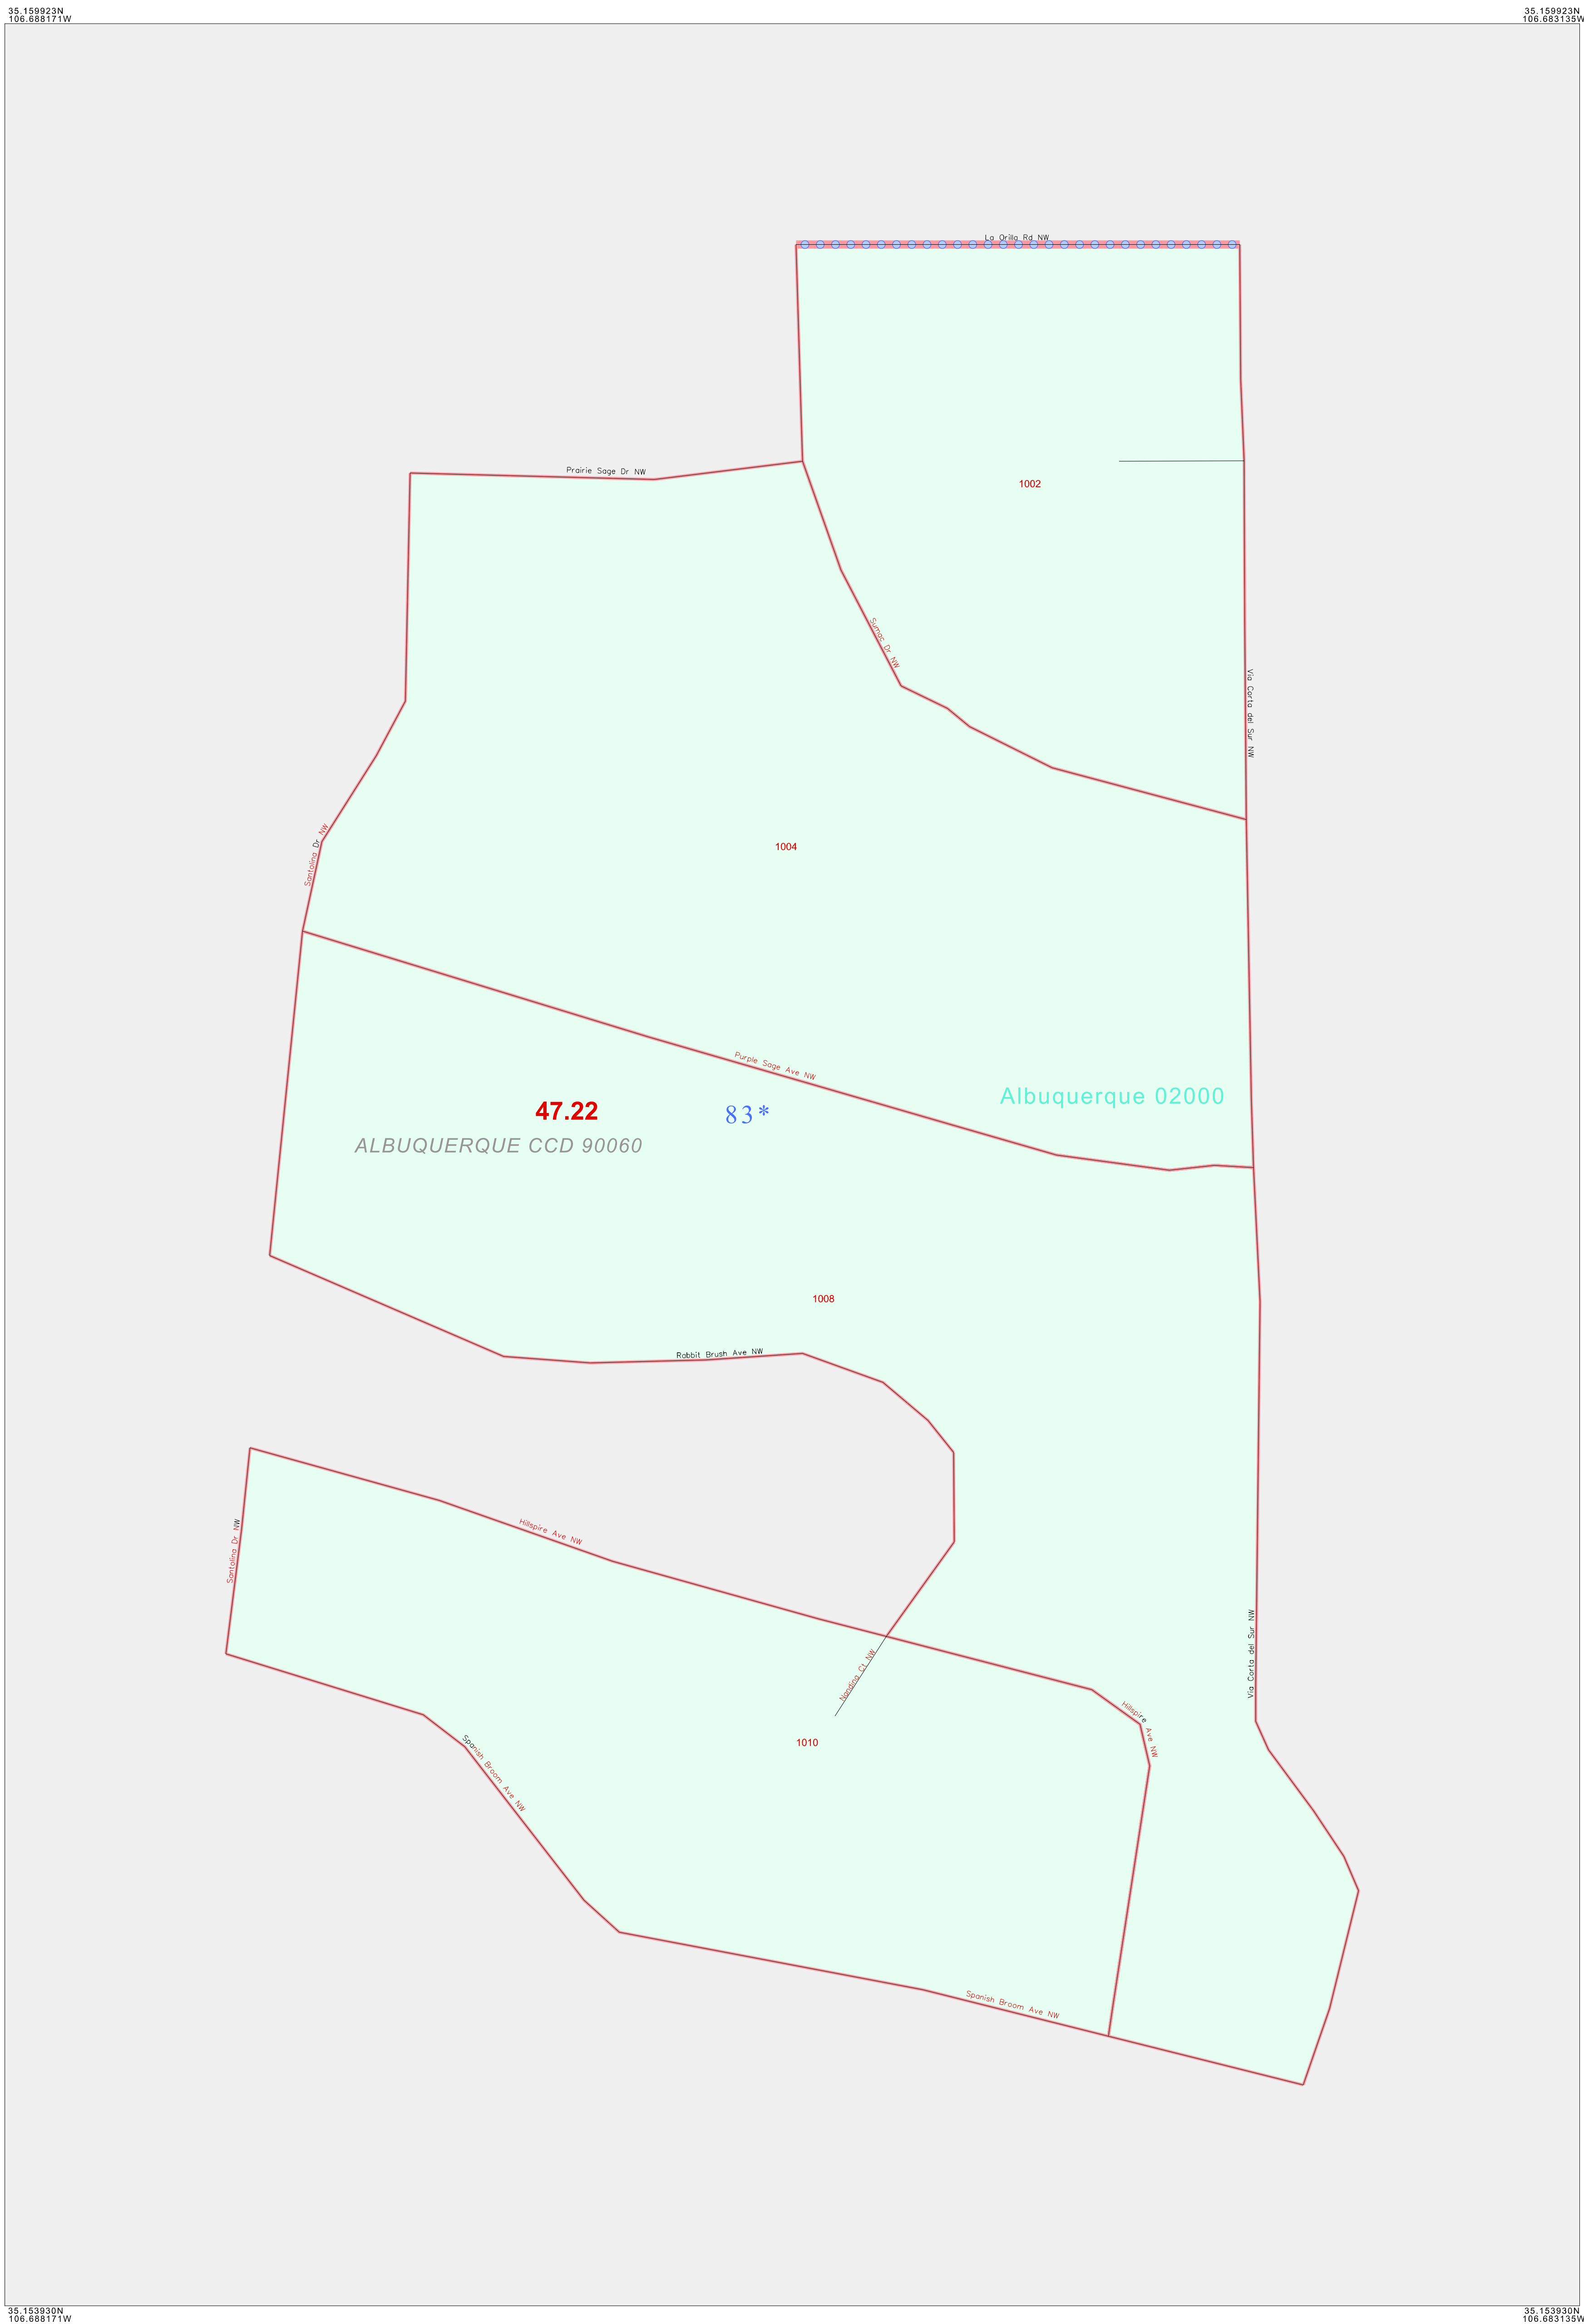 35.159923N
106.688171W
35.159923N
106.683135W
La Orilla Rd NW
Prairie Sage Dr NW
1002
Sumac Dr NW
Via Corta del Sur NW
Santolina Dr NW
1004
Purple Sage Ave NW
Albuquerque 02000
47.22
83*
ALBUQUERQUE CCD 90060
1008
Rabbit Brush Ave NW
Santolina Dr NW
Hillspire Ave NW
Nandina Ct NW
Via Corta del Sur NW
Hillspire Ave NW
1010
Spanish Broom Ave NW
Spanish Broom Ave NW
35.153930N
106.688171W
35.153930N
106.683135W